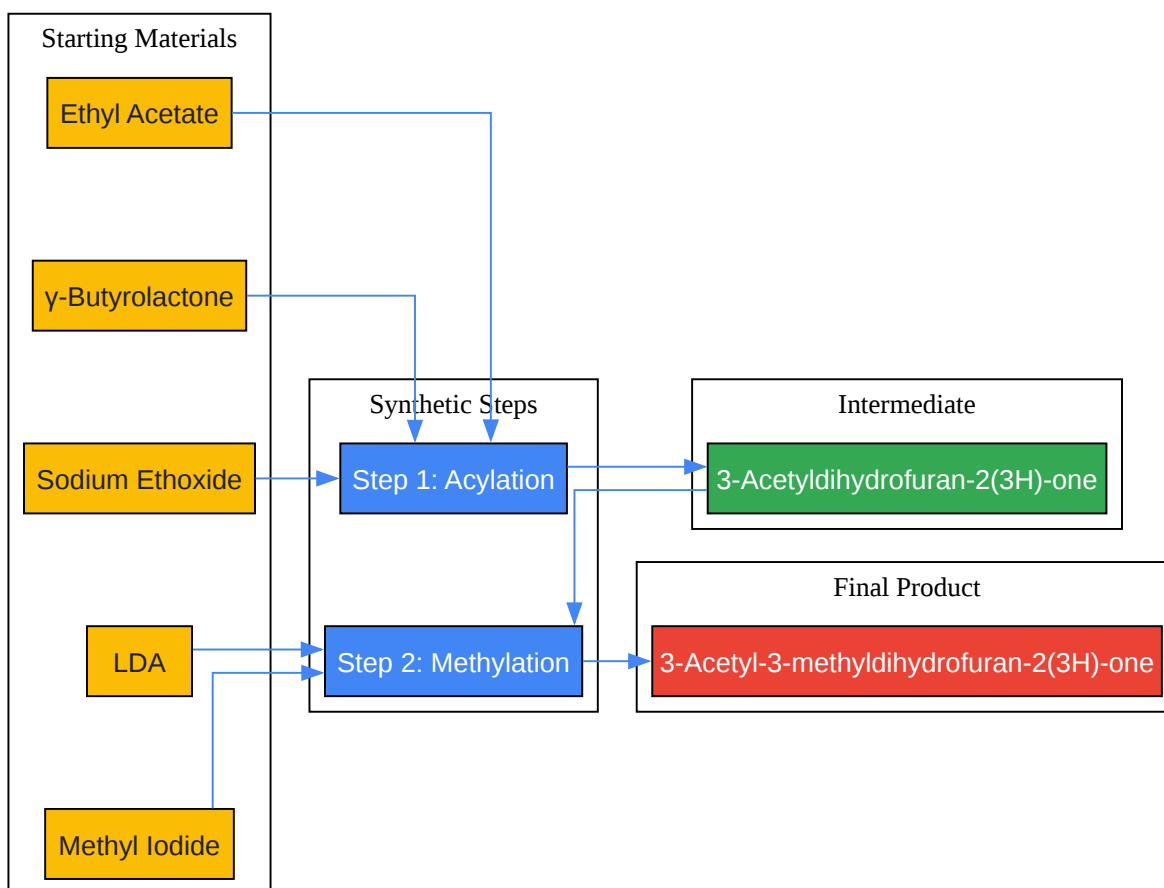 Starting Materials
Ethyl Acetate
γ-Butyrolactone
Sodium Ethoxide
LDA
Methyl Iodide
Synthetic Steps
Step 1: Acylation
Step 2: Methylation
Intermediate
3-Acetyldihydrofuran-2(3H)-one
Final Product
3-Acetyl-3-methyldihydrofuran-2(3H)-one